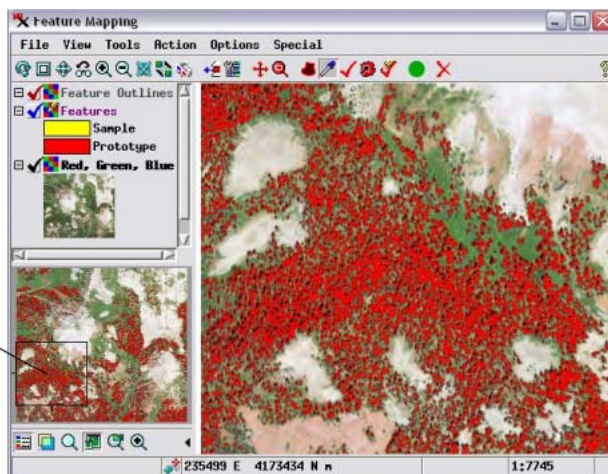 Feature Mapping
File View Tools Action Options Special
Feature Outlines
Features
Sample
Prototype
Red, Green, Blue
235499 E 4173434 N m
1:7745